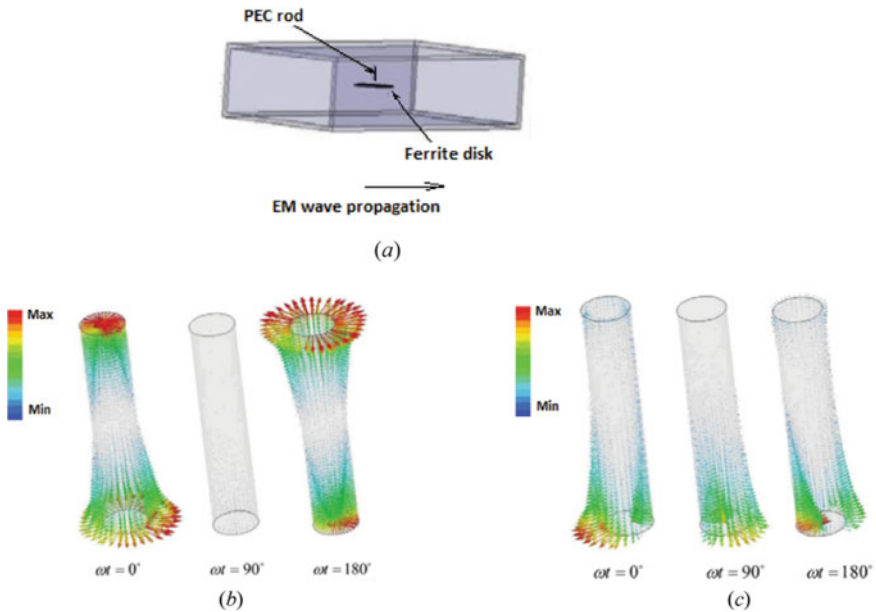 PEC rod
Ferrite disk
EM wave propagation
(a)
Max
Min
ωt = 0°
ωt = 90°
ωt = 180°
(b)
Max
Min
ωt = 0°
ωt = 90°
ωt = 180°
(c)